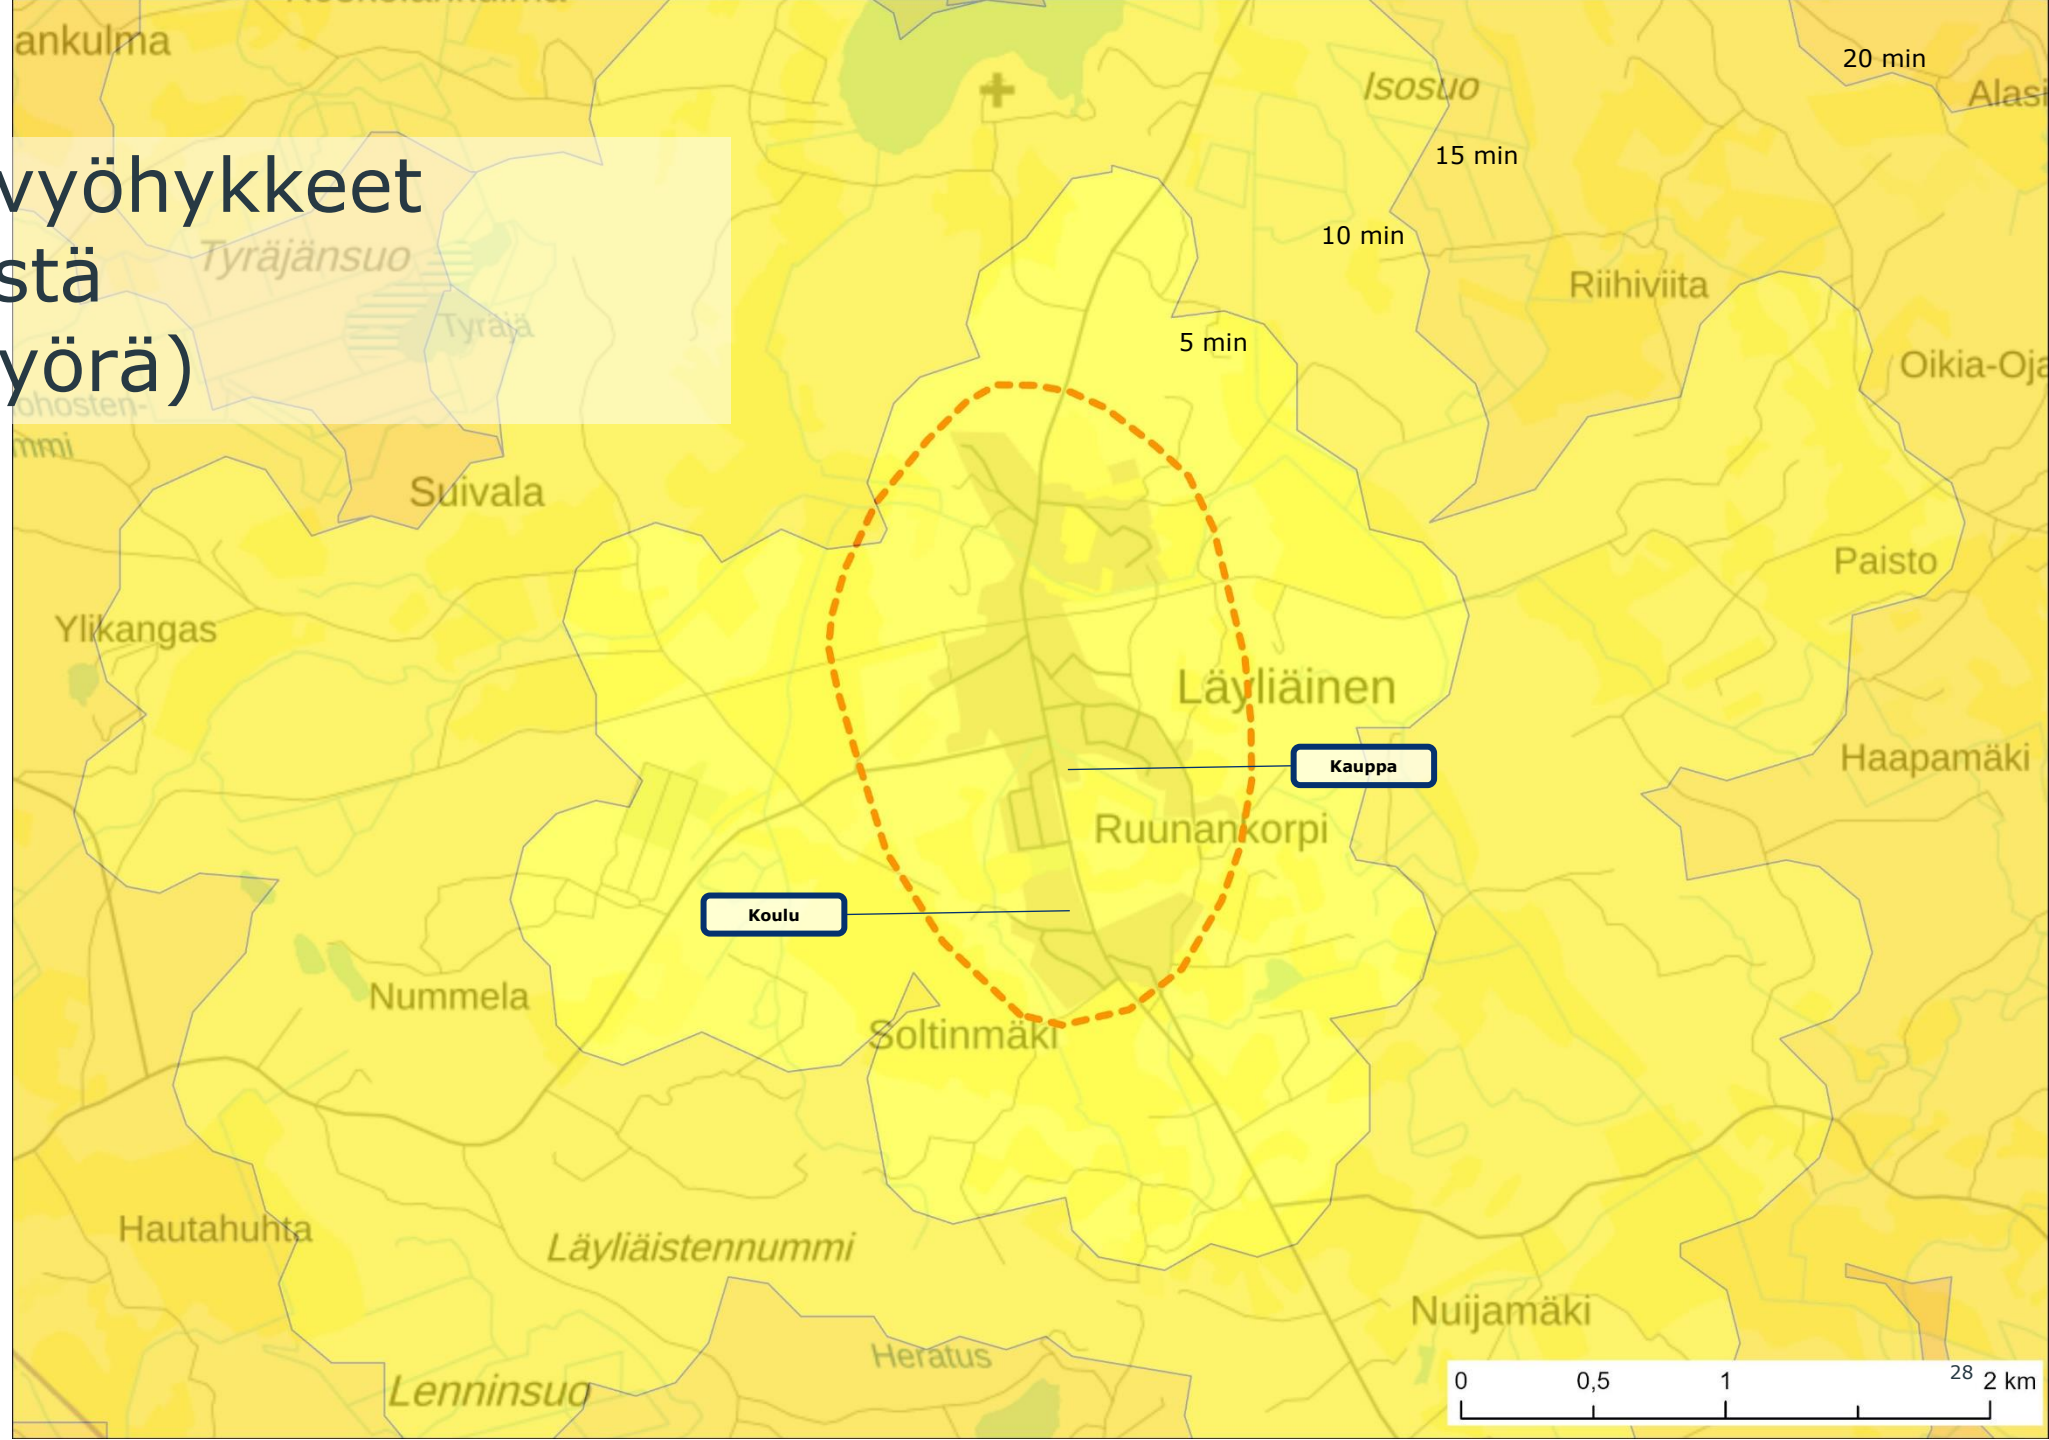 ankulma
20 min
Isosuo
Alasi
15 min
vyöhykkeet
Tyräjänsuo
stä
10 min
Riihiviita
Tyräjä
5 min
yörä)
Oikia-Oja
ohosten-
mmi
Suivala
Paisto
Ylikangas
Läyliäinen
Kauppa
Haapamäki
Ruunankorpi
Koulu
Nummela
Soltinmäki
Hautahuhta
Läyliäistennummi
Nuijamäki
Heratus
Lenninsuo
28
0 0,5 1 2 km